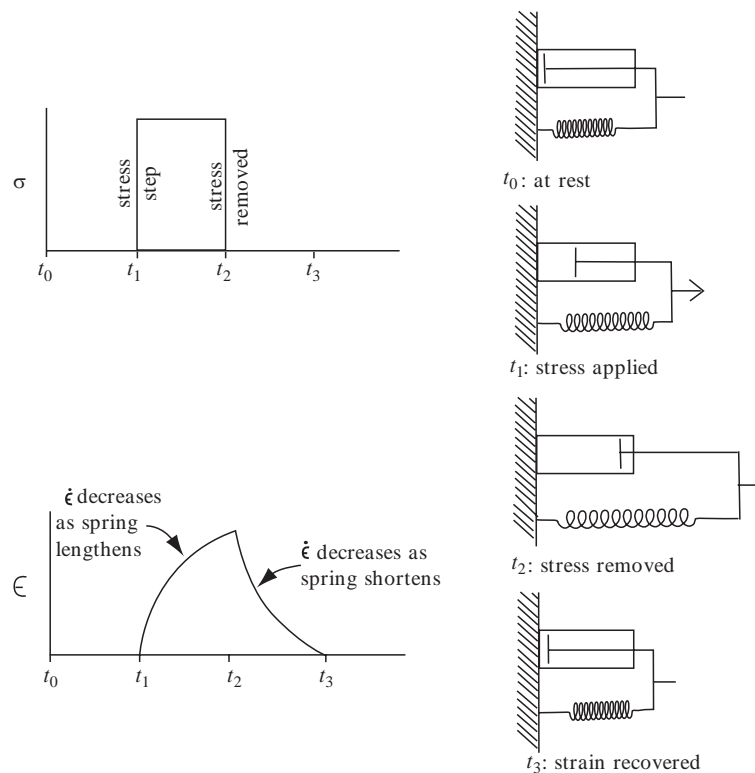 σ
stress
step
stress
removed
t0
t1
t2
t3
ε̇ decreases
as spring
lengthens
ε̇ decreases as
spring shortens
ϵ
t0
t1
t2
t3
t0: at rest
t1: stress applied
t2: stress removed
t3: strain recovered